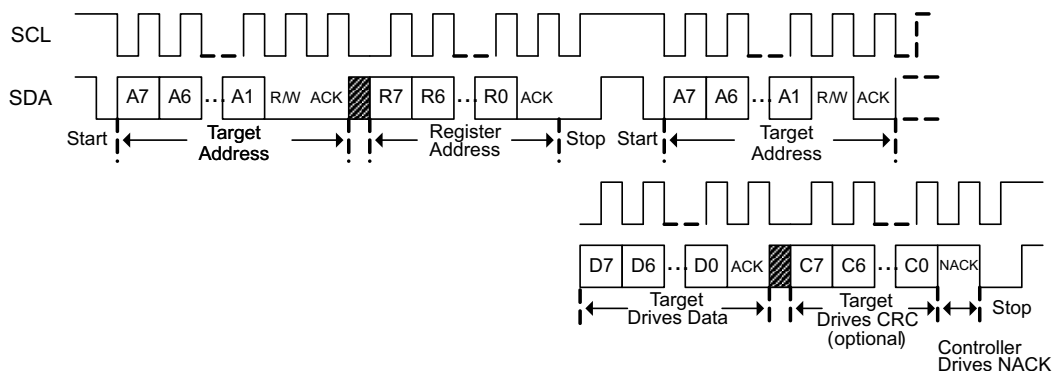 SCL
SDA A7 A6 ... A1 R/W ACK R7 R6 ... R0 ACK A7 A6 ... A1 R/W ACK
Start Target Address Register Address Stop Start Target Address
D7 D6 ... D0 ACK C7 C6 ... C0 NACK
Target Drives Data Target Drives CRC (optional) Stop
Controller Drives NACK